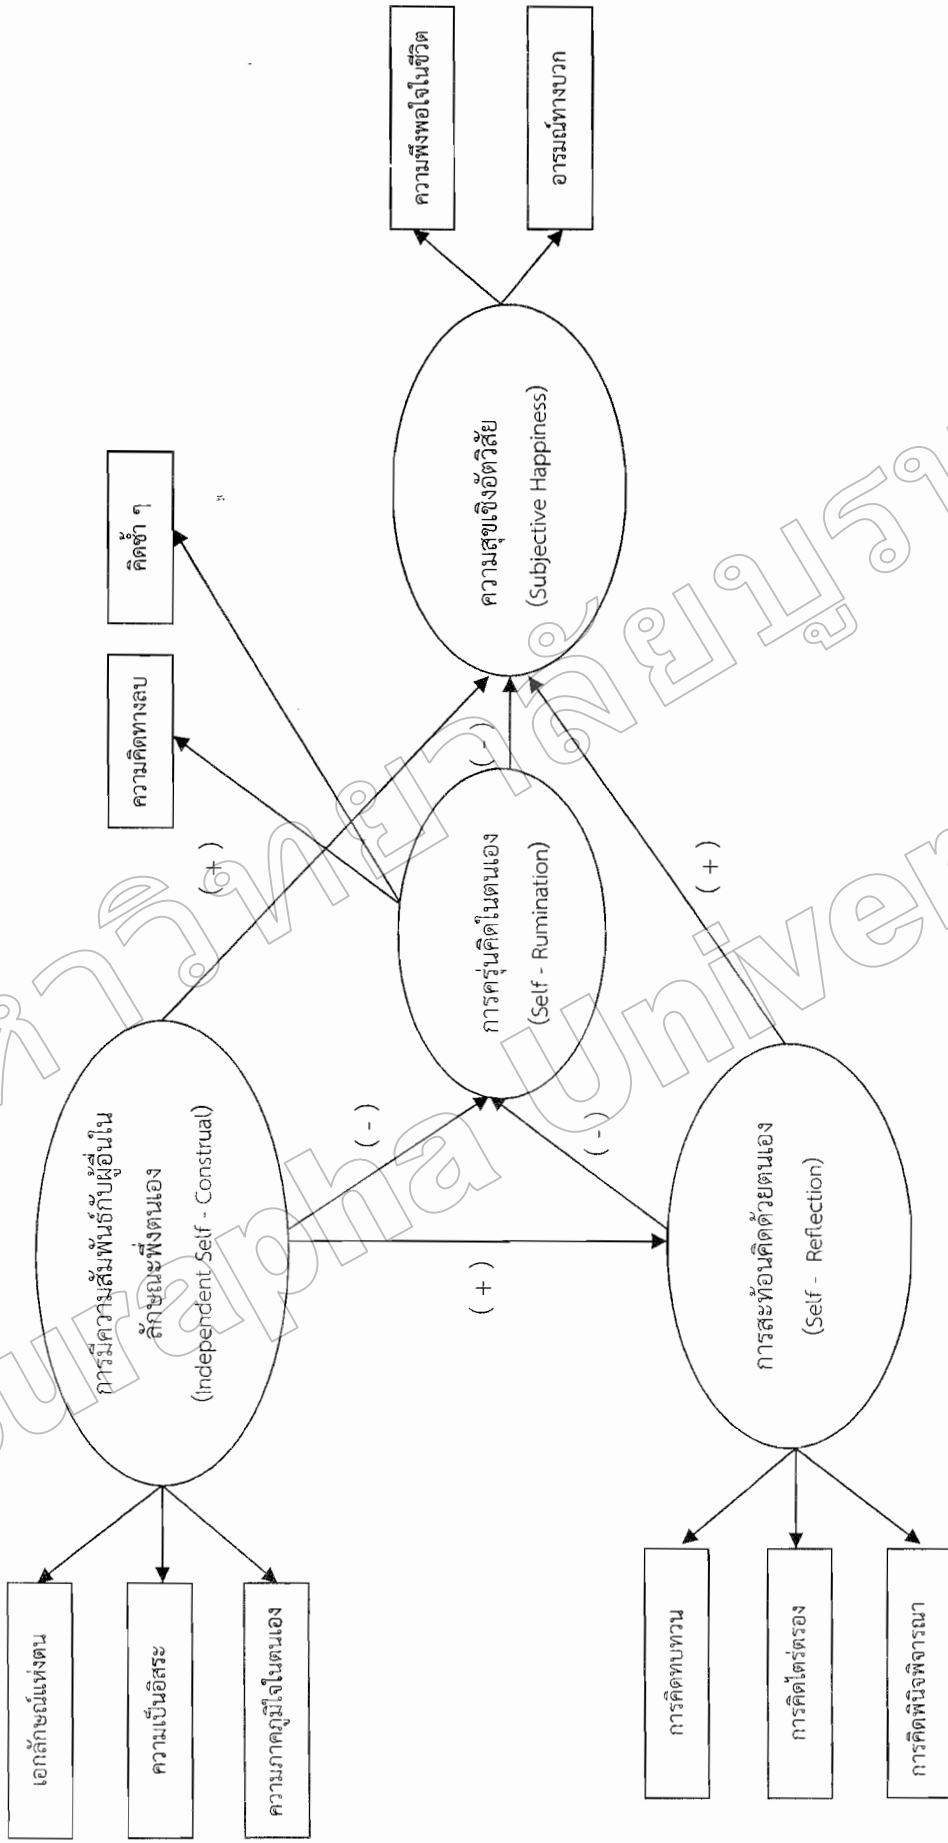 เอกลักษณ์แห่งตน
ความเป็นอิสระ
ความภาคภูมิใจในตนเอง
การมีความสัมพันธ์กับผู้อื่นใน
ลักษณะพึ่งตนเอง
(Independent Self - Construal)
( + )
ความคิดทางลบ
คิดซ้ำ ๆ
( - )
( + )
การครุ่นคิดในตนเอง
(Self - Rumination)
( - )
ความสุขเชิงอัตวิสัย
(Subjective Happiness)
ความพึงพอใจในชีวิต
อารมณ์ทางบวก
( - )
( + )
การคิดทบทวน
การคิดไตร่ตรอง
การคิดพินิจพิจารณา
การสะท้อนคิดด้วยตนเอง
(Self - Reflection)